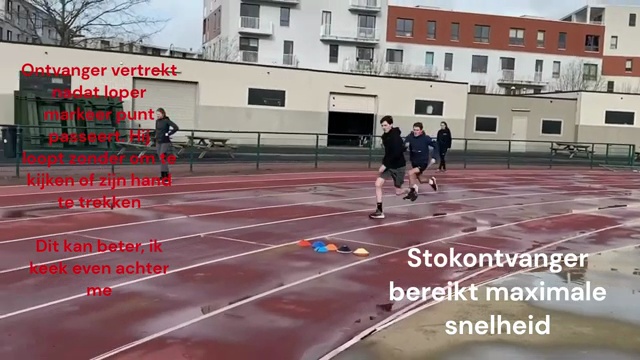 Ontvanger vertrekt
nadat loper
markeer punt
passeert. Hij
loopt zonder om te
kijken of zijn hand
te trekken
Dit kan beter, ik
keek even achter
me
Stokontvanger
bereikt maximale
snelheid